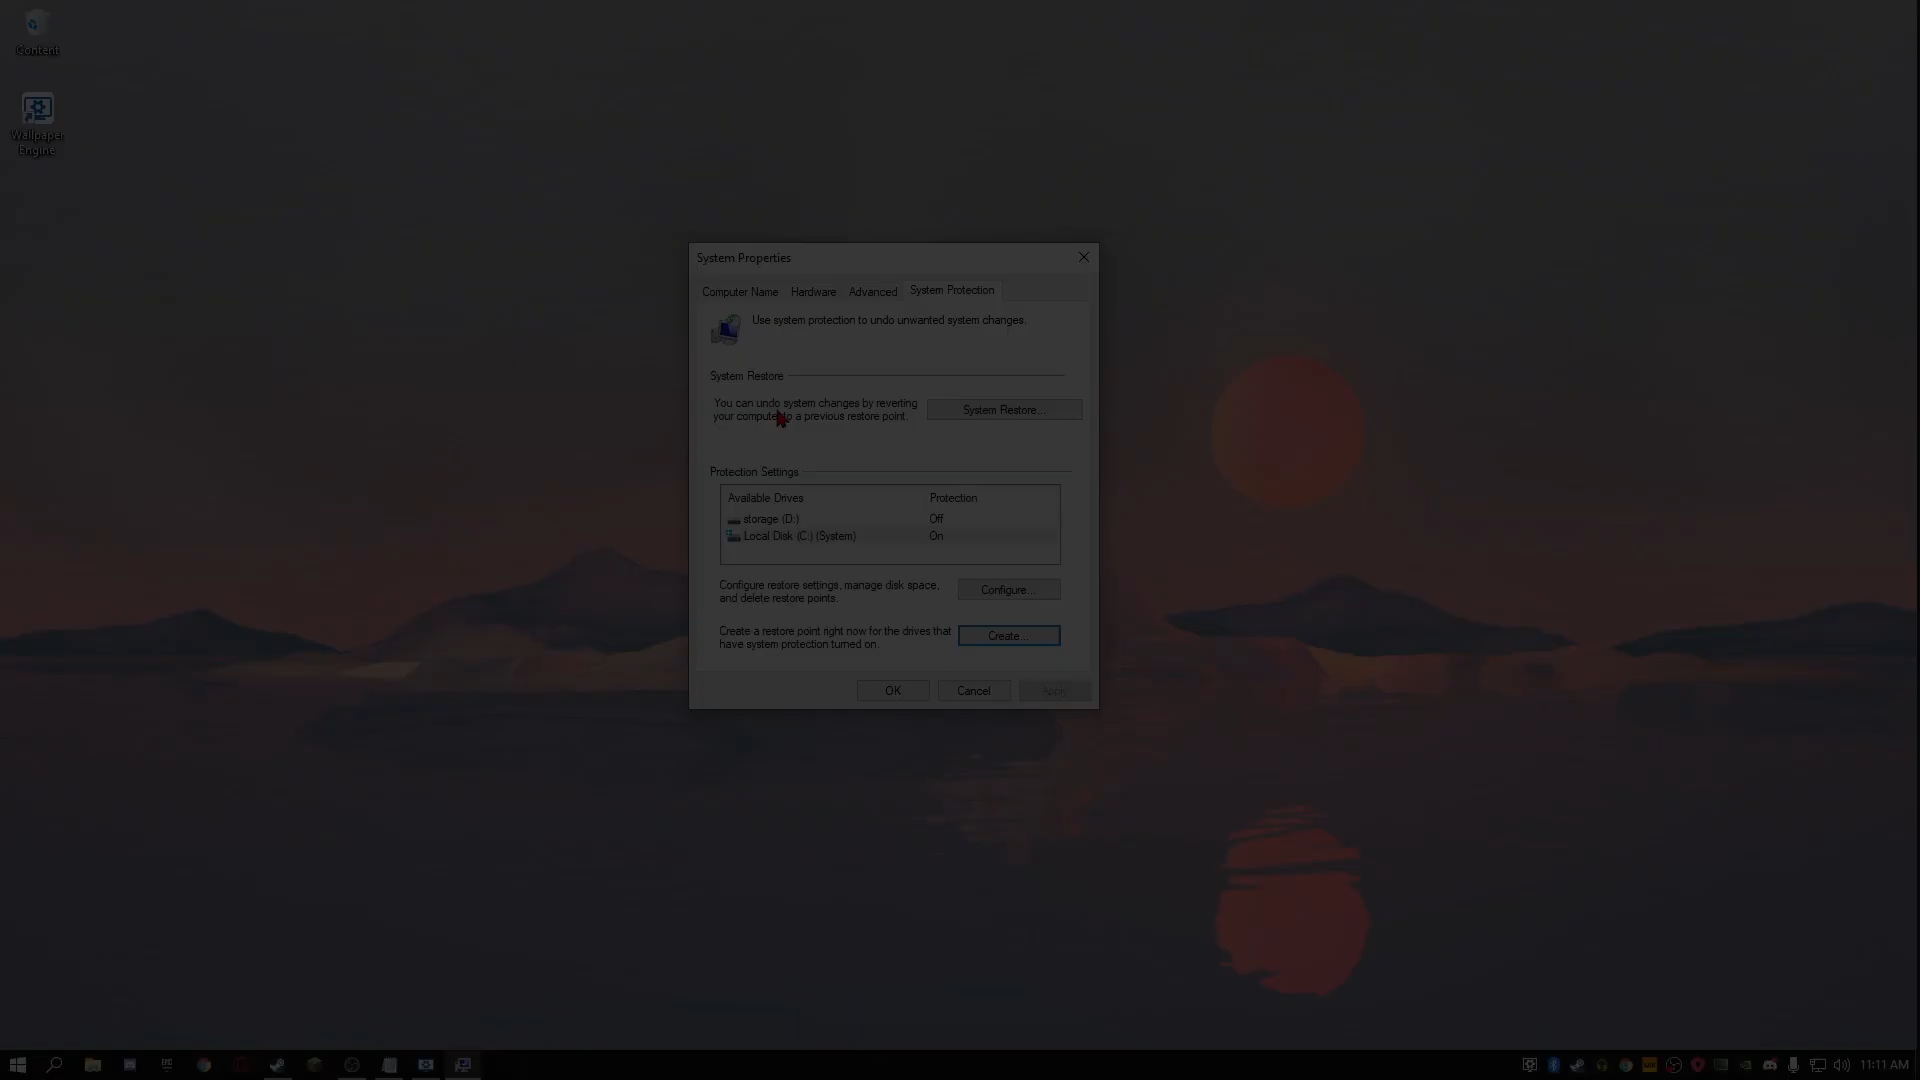 Content
Wallpaper
Engine
System Properties
Computer Name
Hardware
Advanced
System Protection
Use system protection to undo unwanted system changes.
System Restore
You can undo system changes by reverting
your computer to a previous restore point.
System Restore...
Protection Settings
Available Drives
Protection
storage (D:)
Off
Local Disk (C:) (System)
On
Configure restore settings, manage disk space,
and delete restore points.
Configure...
Create a restore point right now for the drives that
have system protection turned on.
Create...
OK
Cancel
Apply
EPIC
11:11 AM